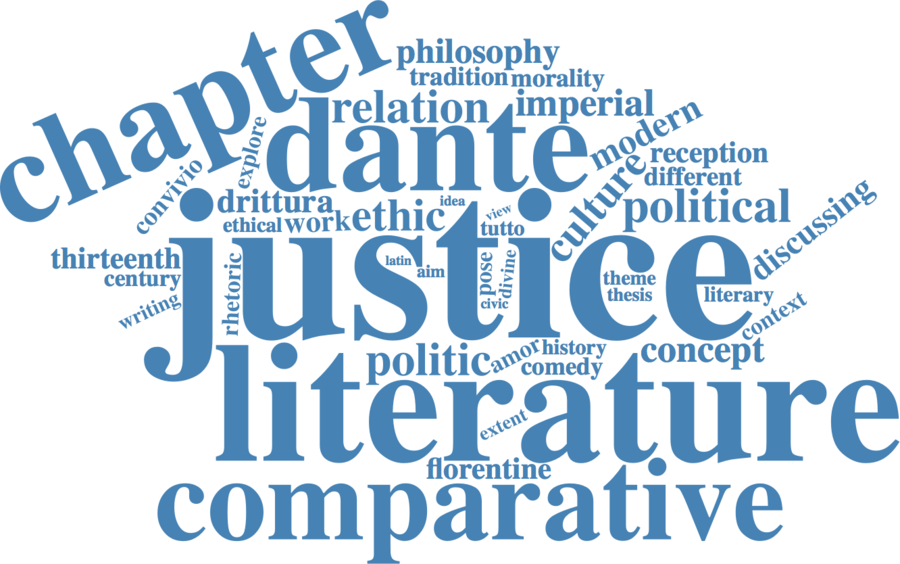 chapter
philosophy
tradition
morality
relation
imperial
dante
modern
explore
reception
convivio
different
culture
drittura
idea
view
political
ethical
work
ethic
tutto
discussing
justice
thirteenth
century
latin
aim
rhetoric
pose
divine
civic
theme
thesis
literary
writing
context
politic
amor
history
comedy
concept
literature
extent
florentine
comparative